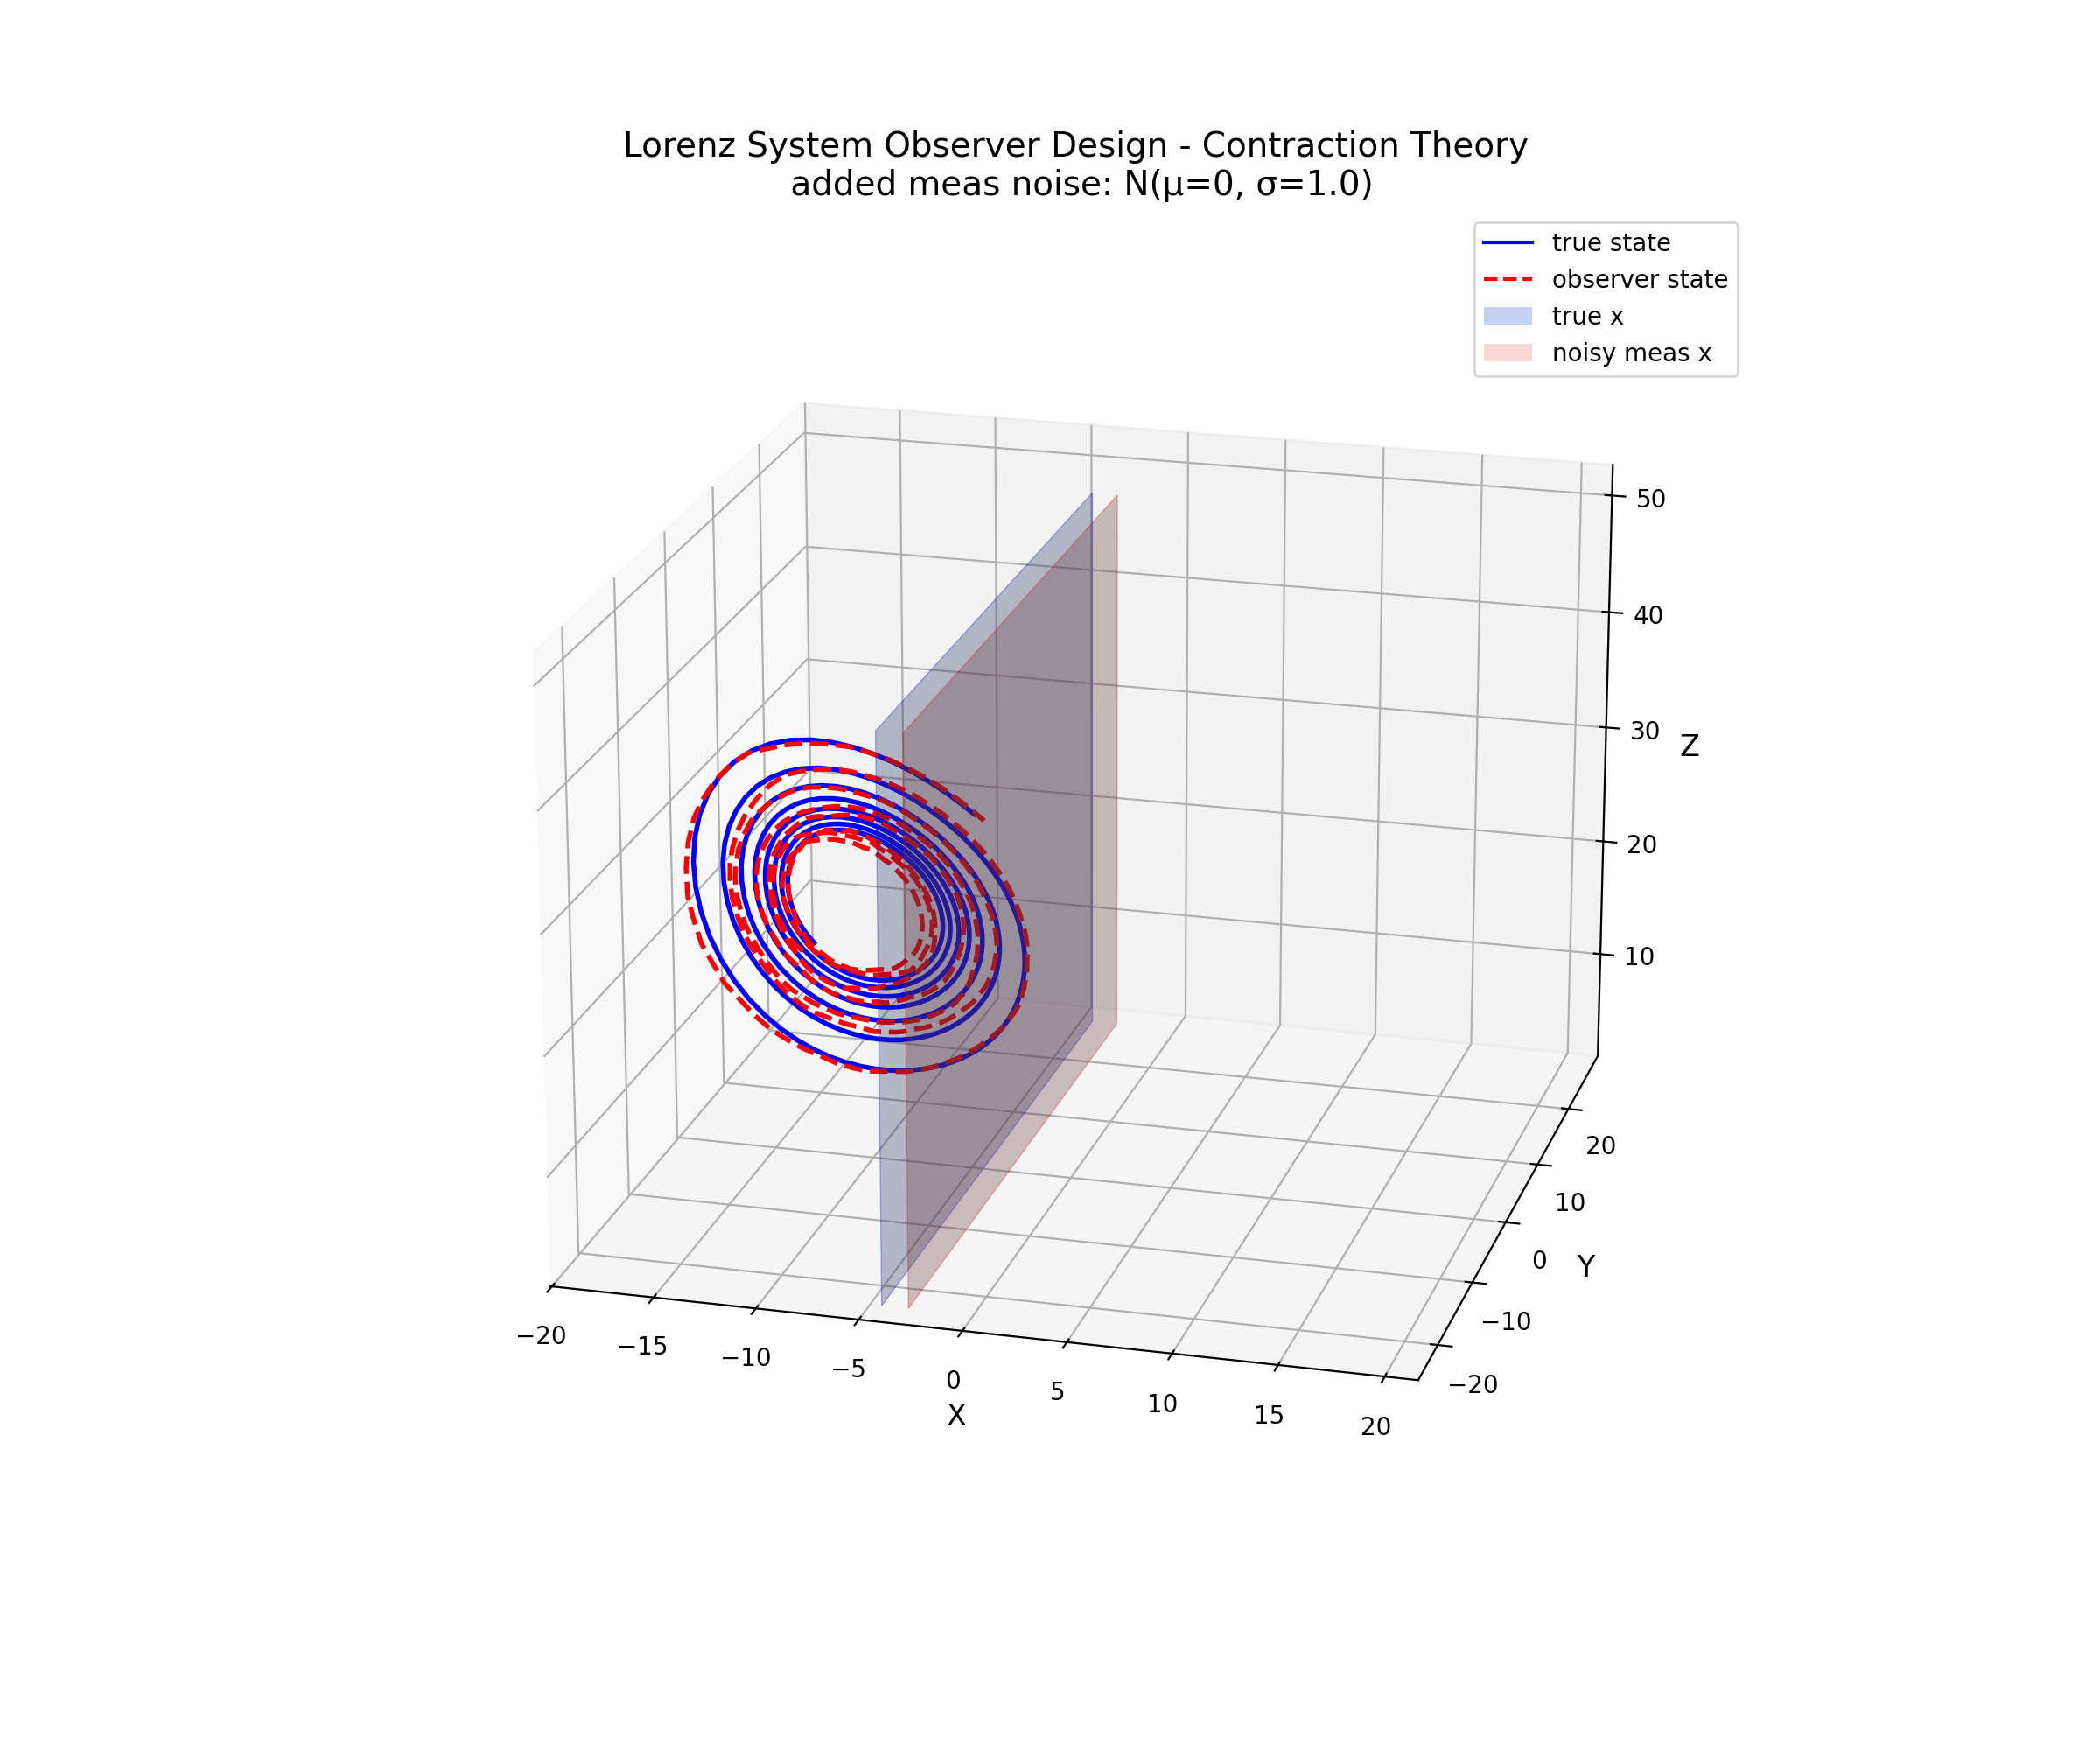 Lorenz System Observer Design - Contraction Theory
added meas noise: N(μ=0, σ=1.0)
true state
observer state
true x
noisy meas x
50
40
30
20
10
Z
20
10
0
−10
−20
Y
−20
−15
−10
−5
0
5
10
15
20
X